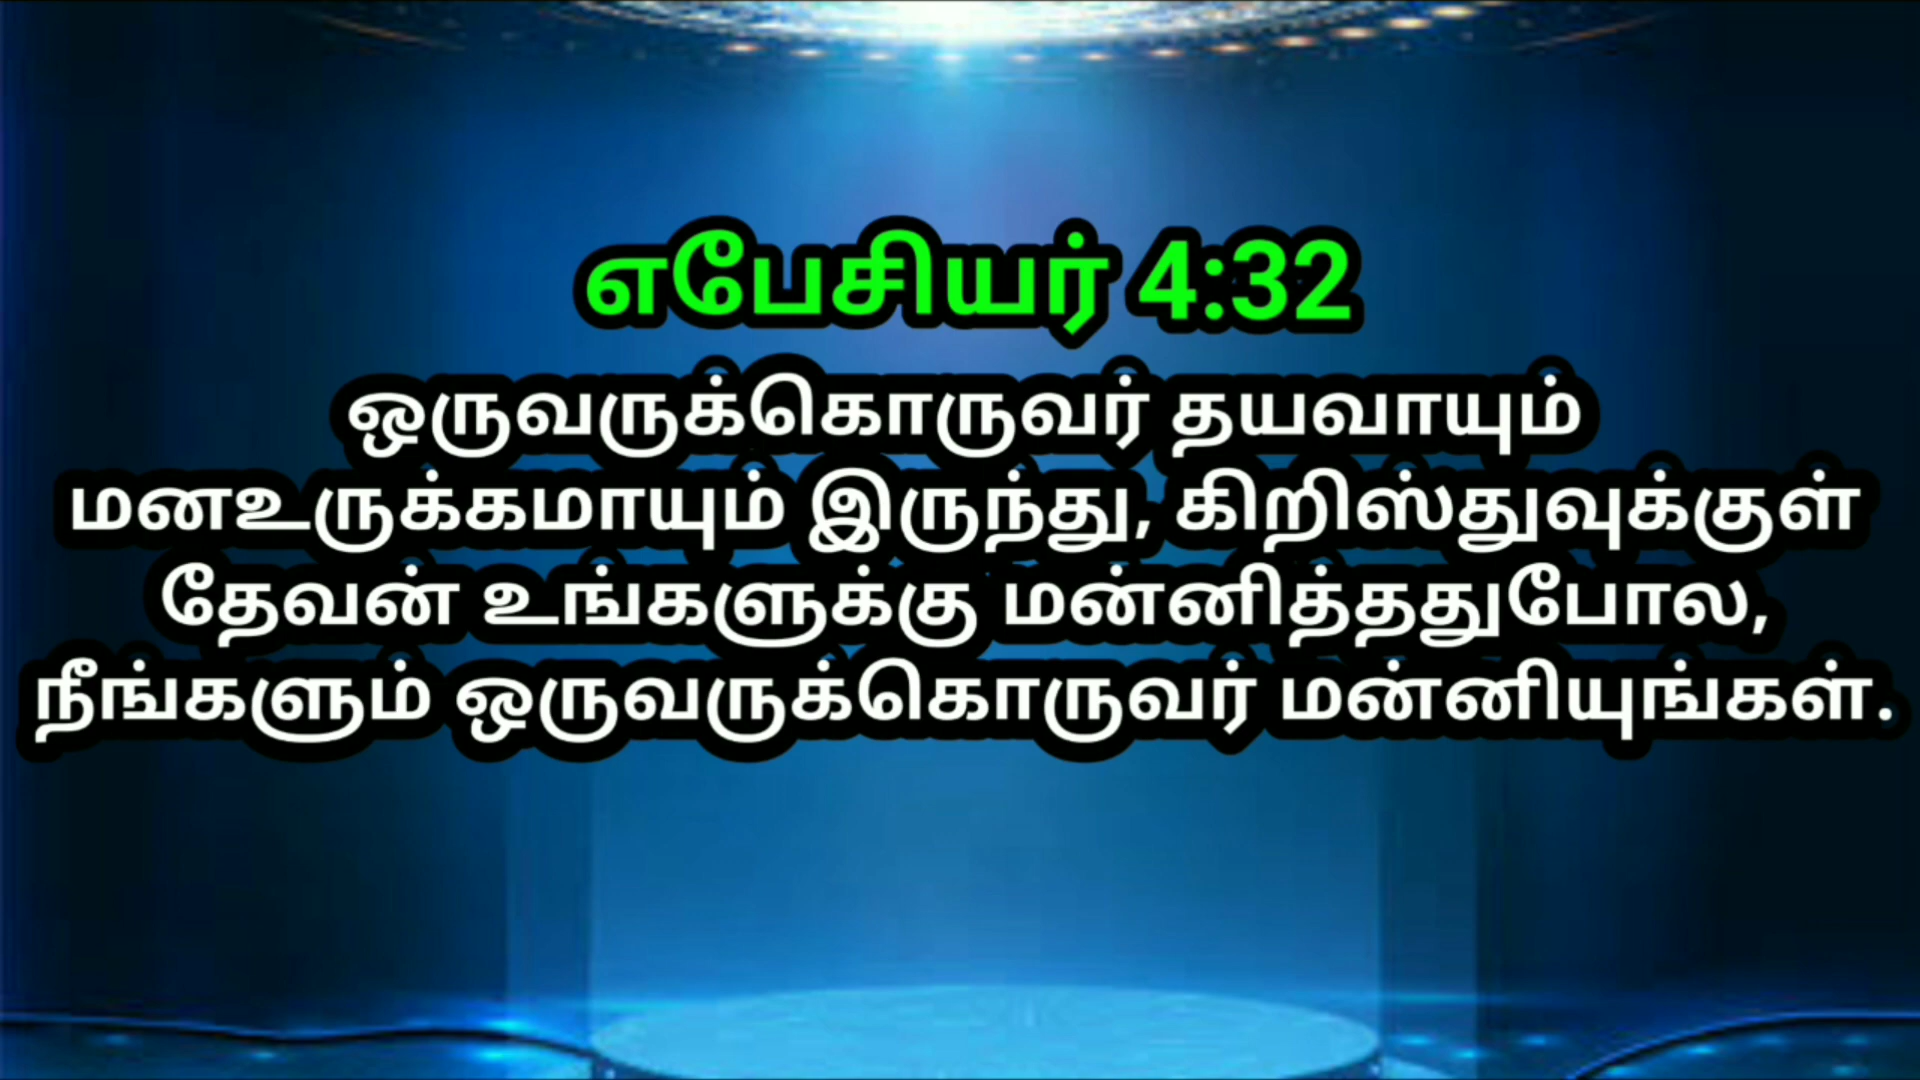 எபேசியர் 4:32
ஒருவருக்கொருவர் தயவாயும்
மனஉருக்கமாயும் இருந்து, கிறிஸ்துவுக்குள்
தேவன் உங்களுக்கு மன்னித்ததுபோல,
நீங்களும் ஒருவருக்கொருவர் மன்னியுங்கள்.